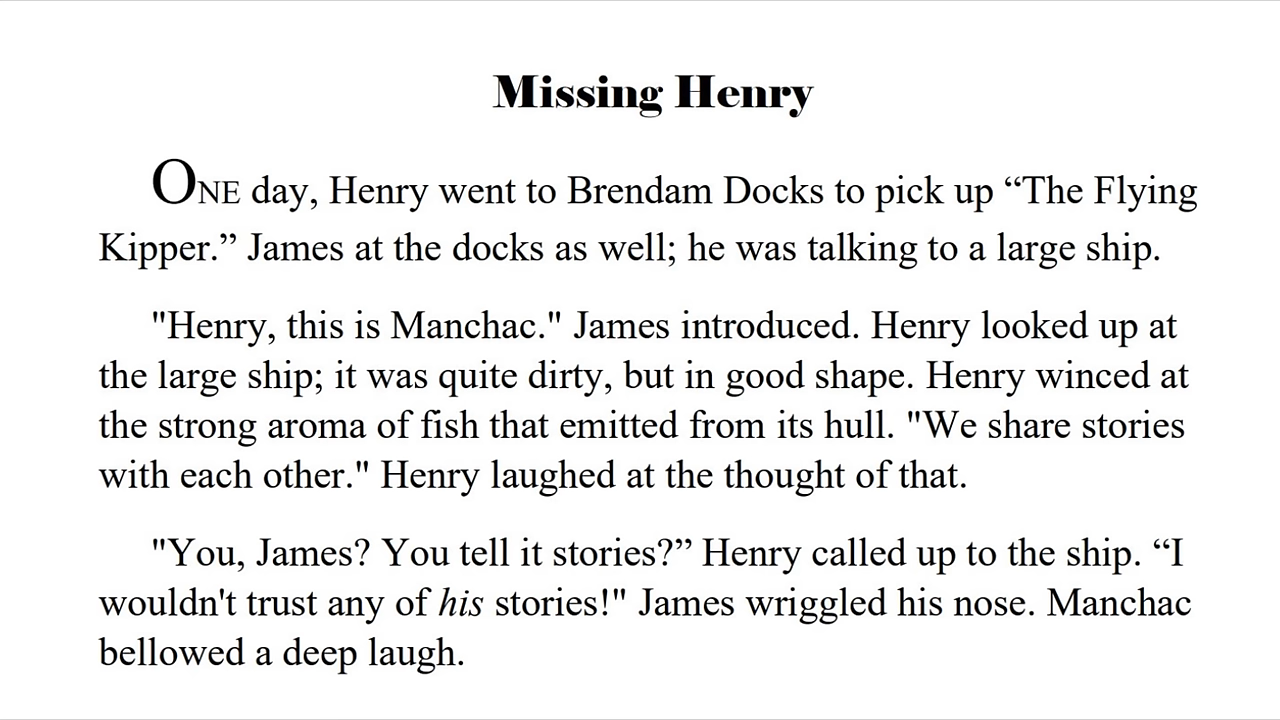 Missing Henry
ONE day, Henry went to Brendam Docks to pick up “The Flying
Kipper.” James at the docks as well; he was talking to a large ship.
"Henry, this is Manchac." James introduced. Henry looked up at
the large ship; it was quite dirty, but in good shape. Henry winced at
the strong aroma of fish that emitted from its hull. "We share stories
with each other." Henry laughed at the thought of that.
"You, James? You tell it stories?” Henry called up to the ship. “I
wouldn't trust any of his stories!" James wriggled his nose. Manchac
bellowed a deep laugh.